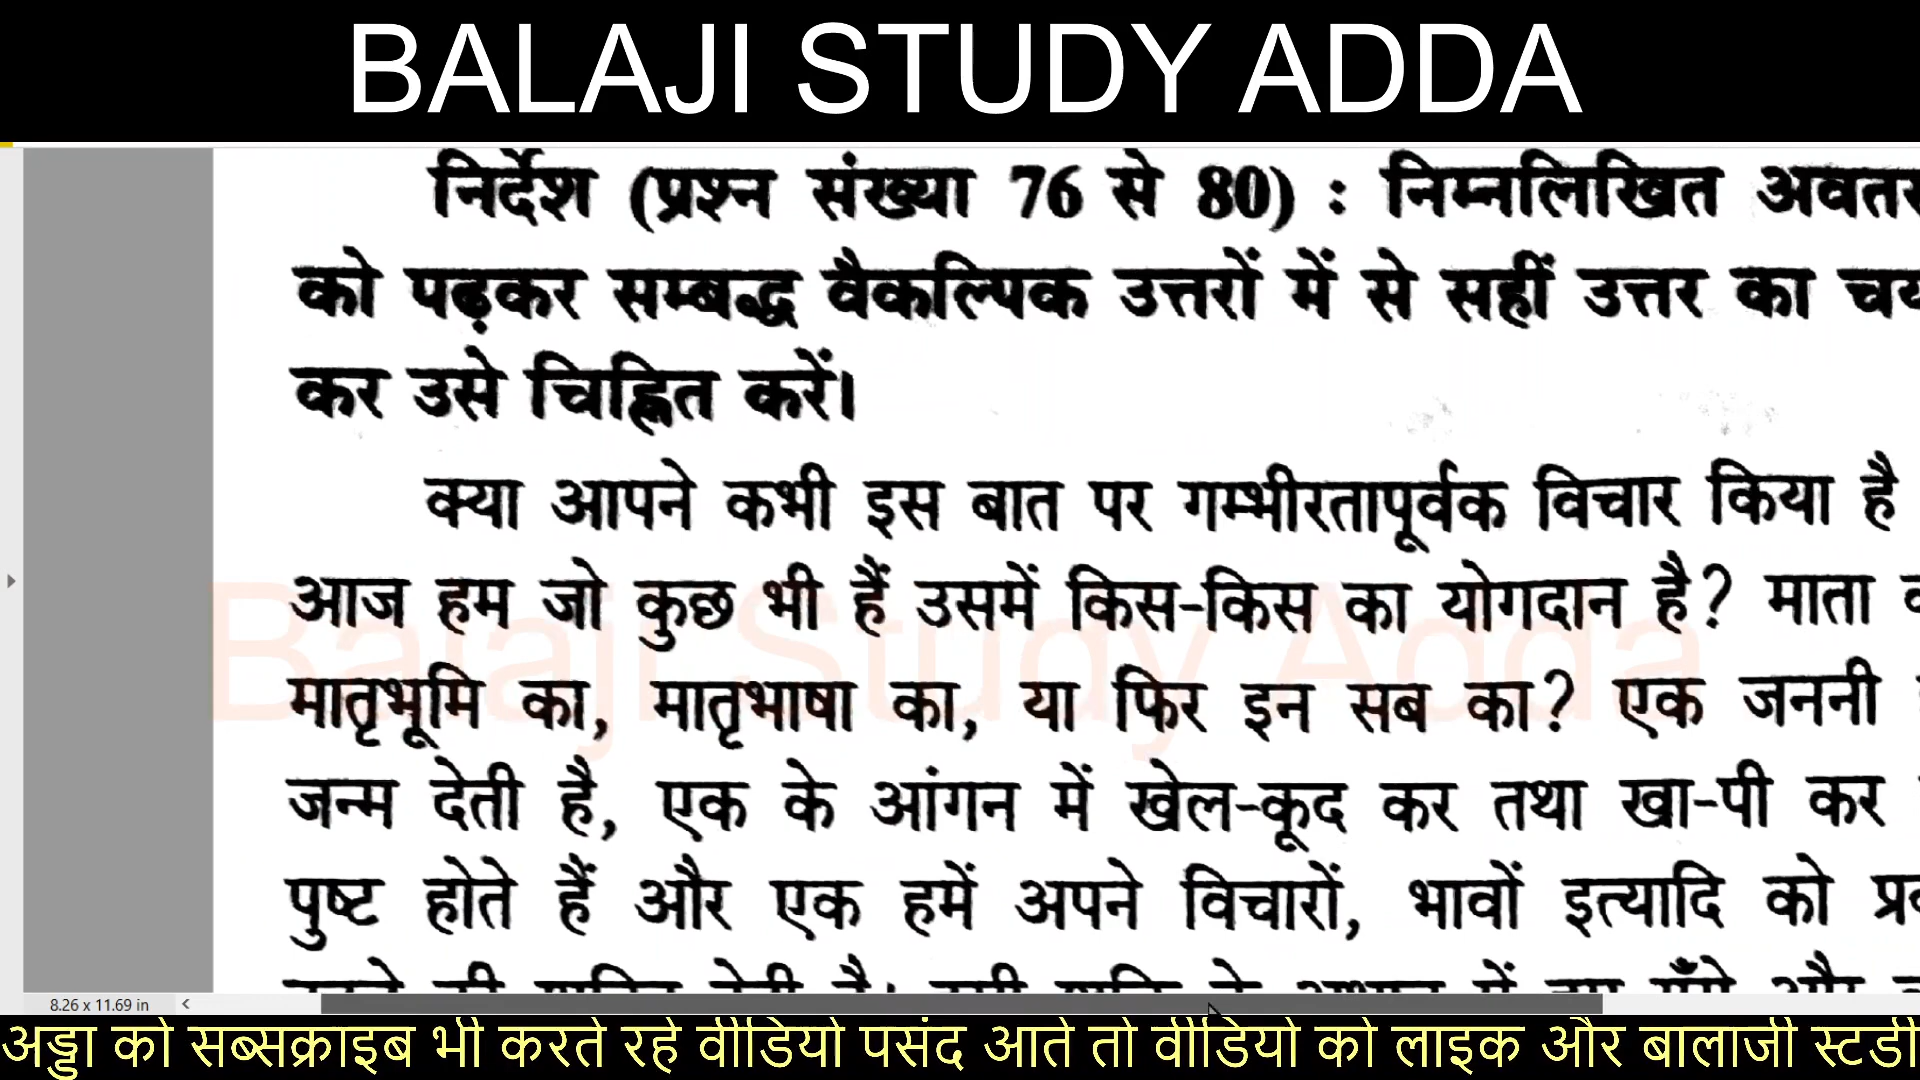 BALAJI STUDY ADDA
निर्देश (प्रश्न संख्या 76 से 80) : निम्नलिखित
को पढ़कर सम्बद्ध वैकल्पिक उत्तरों में से सहीं उत्तर का
कर उसे चिह्नित करें।
क्या आपने कभी इस बात पर गम्भीरतापूर्वक विचार किया है
आज हम जो कुछ भी हैं उसमें किस-किस का योगदान है? माता
मातृभूमि का, मातृभाषा का, या फिर इन सब का? एक जननी
Balaji Study Adda
जन्म देती है, एक के आंगन में खेल-कूद कर तथा खा-पी कर
पुष्ट होते हैं और एक हमें अपने विचारों, भावों इत्यादि को
8.26 x 11.69 in
अड्डा को सब्सक्राइब भी करते रहे वीडियो पसंद आते तो वीडियो को लाइक और बालाजी स्टडी